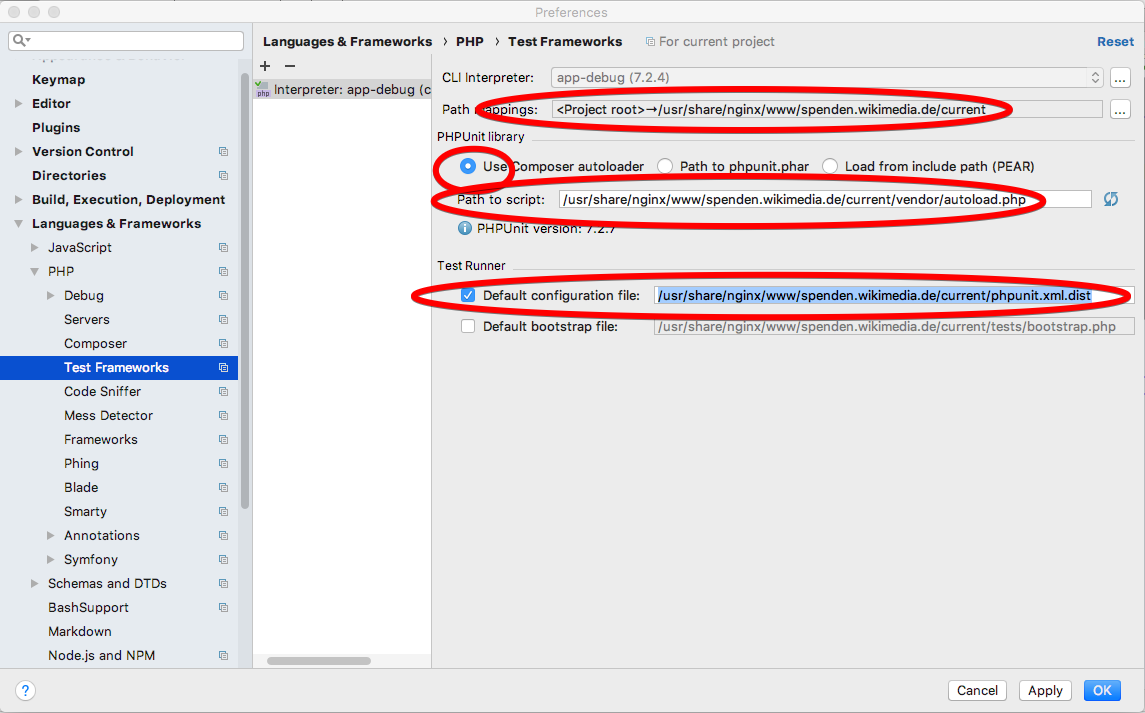 Preferences
Languages & Frameworks › PHP › Test Frameworks For current project Reset
Keymap
Editor
Plugins
Version Control
Directories
Build, Execution, Deployment
Languages & Frameworks
JavaScript
PHP
Debug
Servers
Composer
Test Frameworks
Code Sniffer
Mess Detector
Frameworks
Phing
Blade
Smarty
Annotations
Symfony
Schemas and DTDs
BashSupport
Markdown
Node.js and NPM
+ −
php Interpreter: app-debug (c
CLI Interpreter: app-debug (7.2.4) ...
Path mappings: <Project root>→/usr/share/nginx/www/spenden.wikimedia.de/current ...
PHPUnit library
Use Composer autoloader Path to phpunit.phar Load from include path (PEAR)
Path to script: /usr/share/nginx/www/spenden.wikimedia.de/current/vendor/autoload.php
PHPUnit version: 7.2.7
Test Runner
Default configuration file: /usr/share/nginx/www/spenden.wikimedia.de/current/phpunit.xml.dist
Default bootstrap file: /usr/share/nginx/www/spenden.wikimedia.de/current/tests/bootstrap.php
? Cancel Apply OK